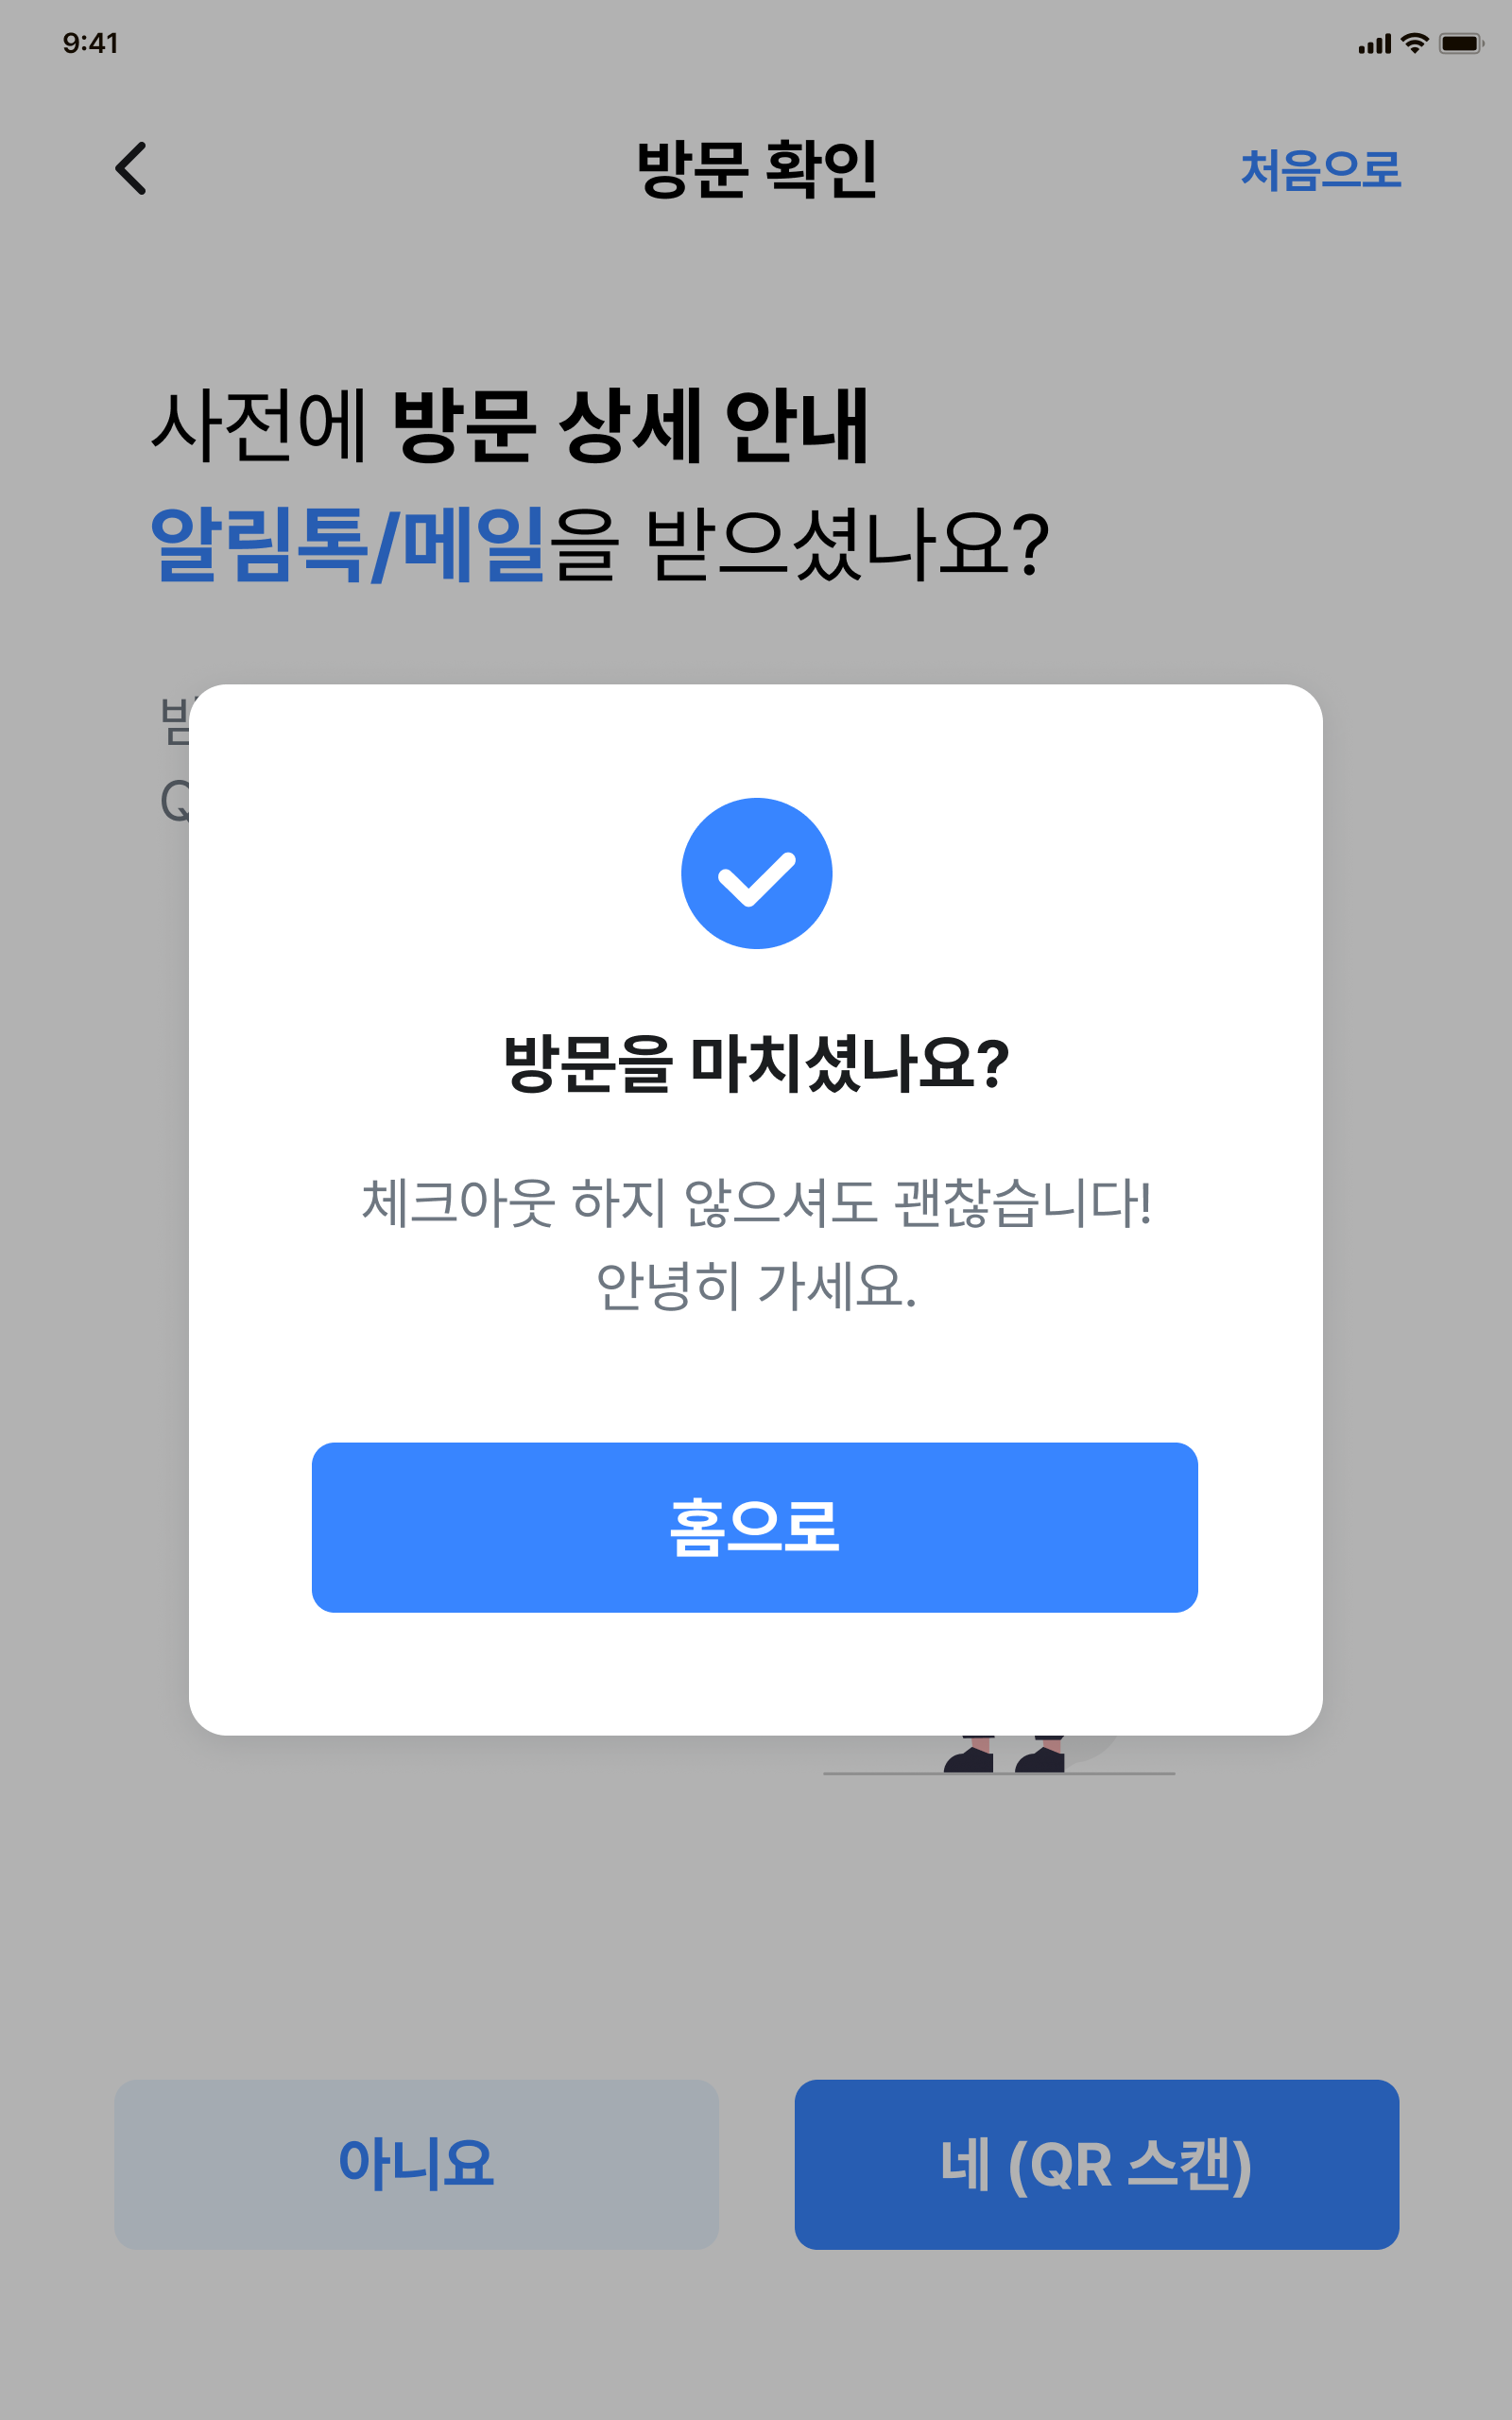 9:41
방문 확인
처음으로
사전에 방문 상세 안내
알림톡/메일을 받으셨나요?
Q
방문을 마치셨나요?
체크아웃 하지 않으셔도 괜찮습니다!
안녕히 가세요.
홈으로
아니요
네 (QR 스캔)